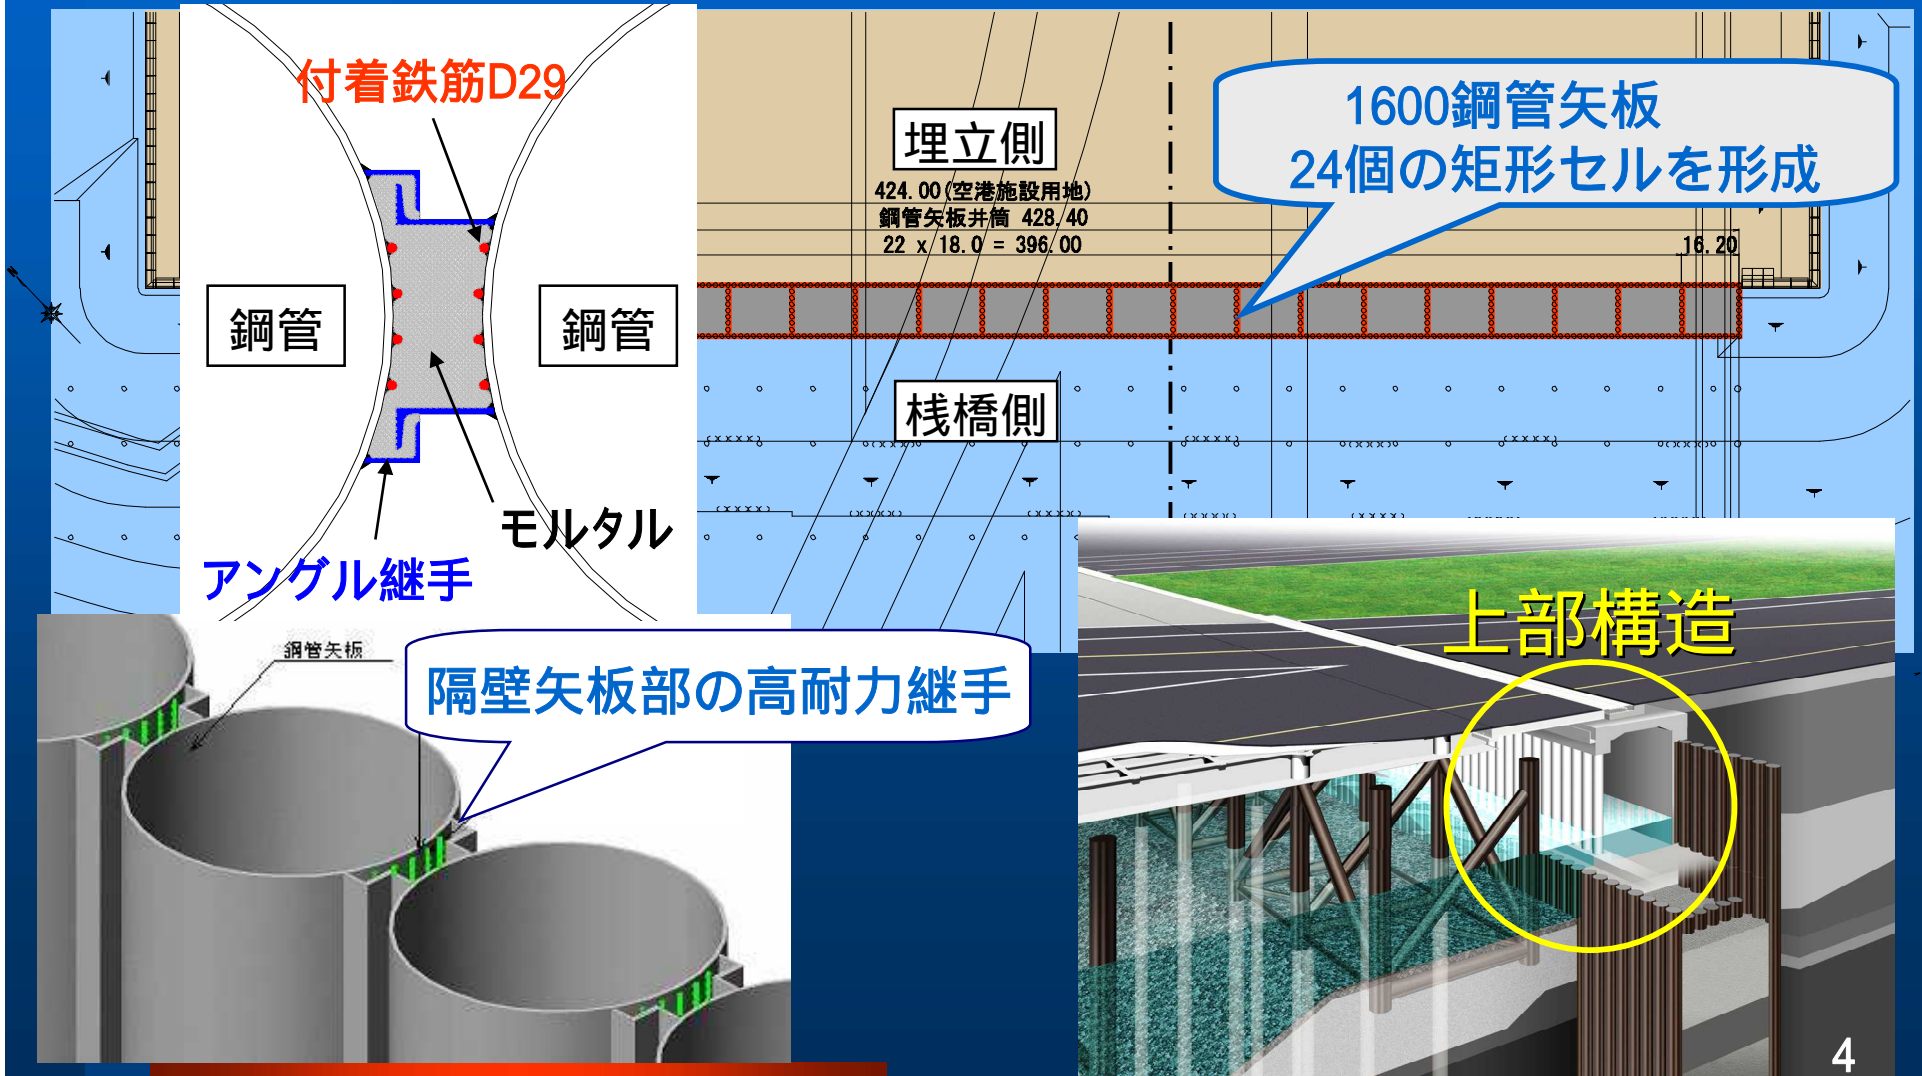 付着鉄筋D29
鋼管
鋼管
モルタル
アングル継手
埋立側
424.00(空港施設用地)
鋼管矢板井筒 428.40
22 x 18.0 = 396.00
16.20
1600鋼管矢板
24個の矩形セルを形成
桟橋側
鋼管矢板
隔壁矢板部の高耐力継手
上部構造
4